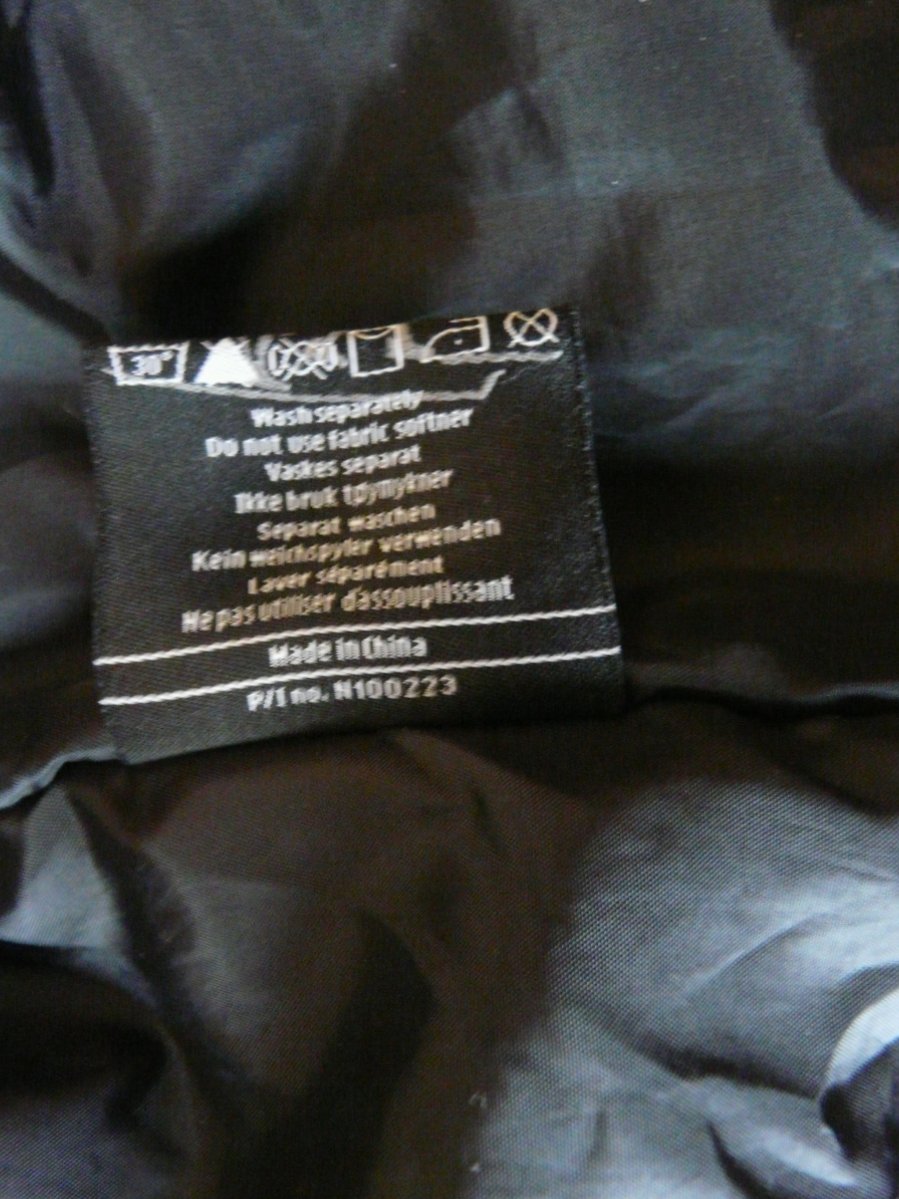 30°
Wash separately
Do not use fabric softner
Vaskes separat
Ikke bruk tøymykner
Separat waschen
Kein weichspyder verwenden
Laver séparément
Ne pas utiliser d'assouplissant
Made in China
P/I no. N100223